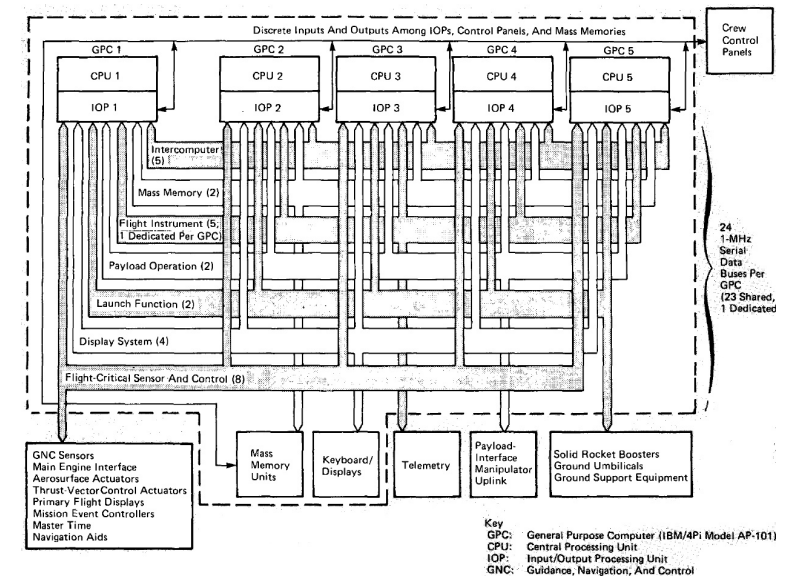 Discrete Inputs And Outputs Among IOPs, Control Panels, And Mass Memories
Crew
Control
Panels
GPC 1
GPC 2
GPC 3
GPC 4
GPC 5
CPU 1
CPU 2
CPU 3
CPU 4
CPU 5
IOP 1
IOP 2
IOP 3
IOP 4
IOP 5
Intercomputer
(5)
Mass Memory (2)
Flight Instrument (5,
1 Dedicated Per GPC)
Payload Operation (2)
Launch Function (2)
Display System (4)
Flight-Critical Sensor And Control (8)
24
1-MHz
Serial
Data
Buses Per
GPC
(23 Shared,
1 Dedicated
GNC Sensors
Main Engine Interface
Aerosurface Actuators
Thrust-Vector Control Actuators
Primary Flight Displays
Mission Event Controllers
Master Time
Navigation Aids
Mass
Memory
Units
Keyboard/
Displays
Telemetry
Payload-
Interface
Manipulator
Uplink
Solid Rocket Boosters
Ground Umbilicals
Ground Support Equipment
Key
GPC: General Purpose Computer (IBM/4Pi Model AP-101)
CPU: Central Processing Unit
IOP: Input/Output Processing Unit
GNC: Guidance, Navigation, And Control